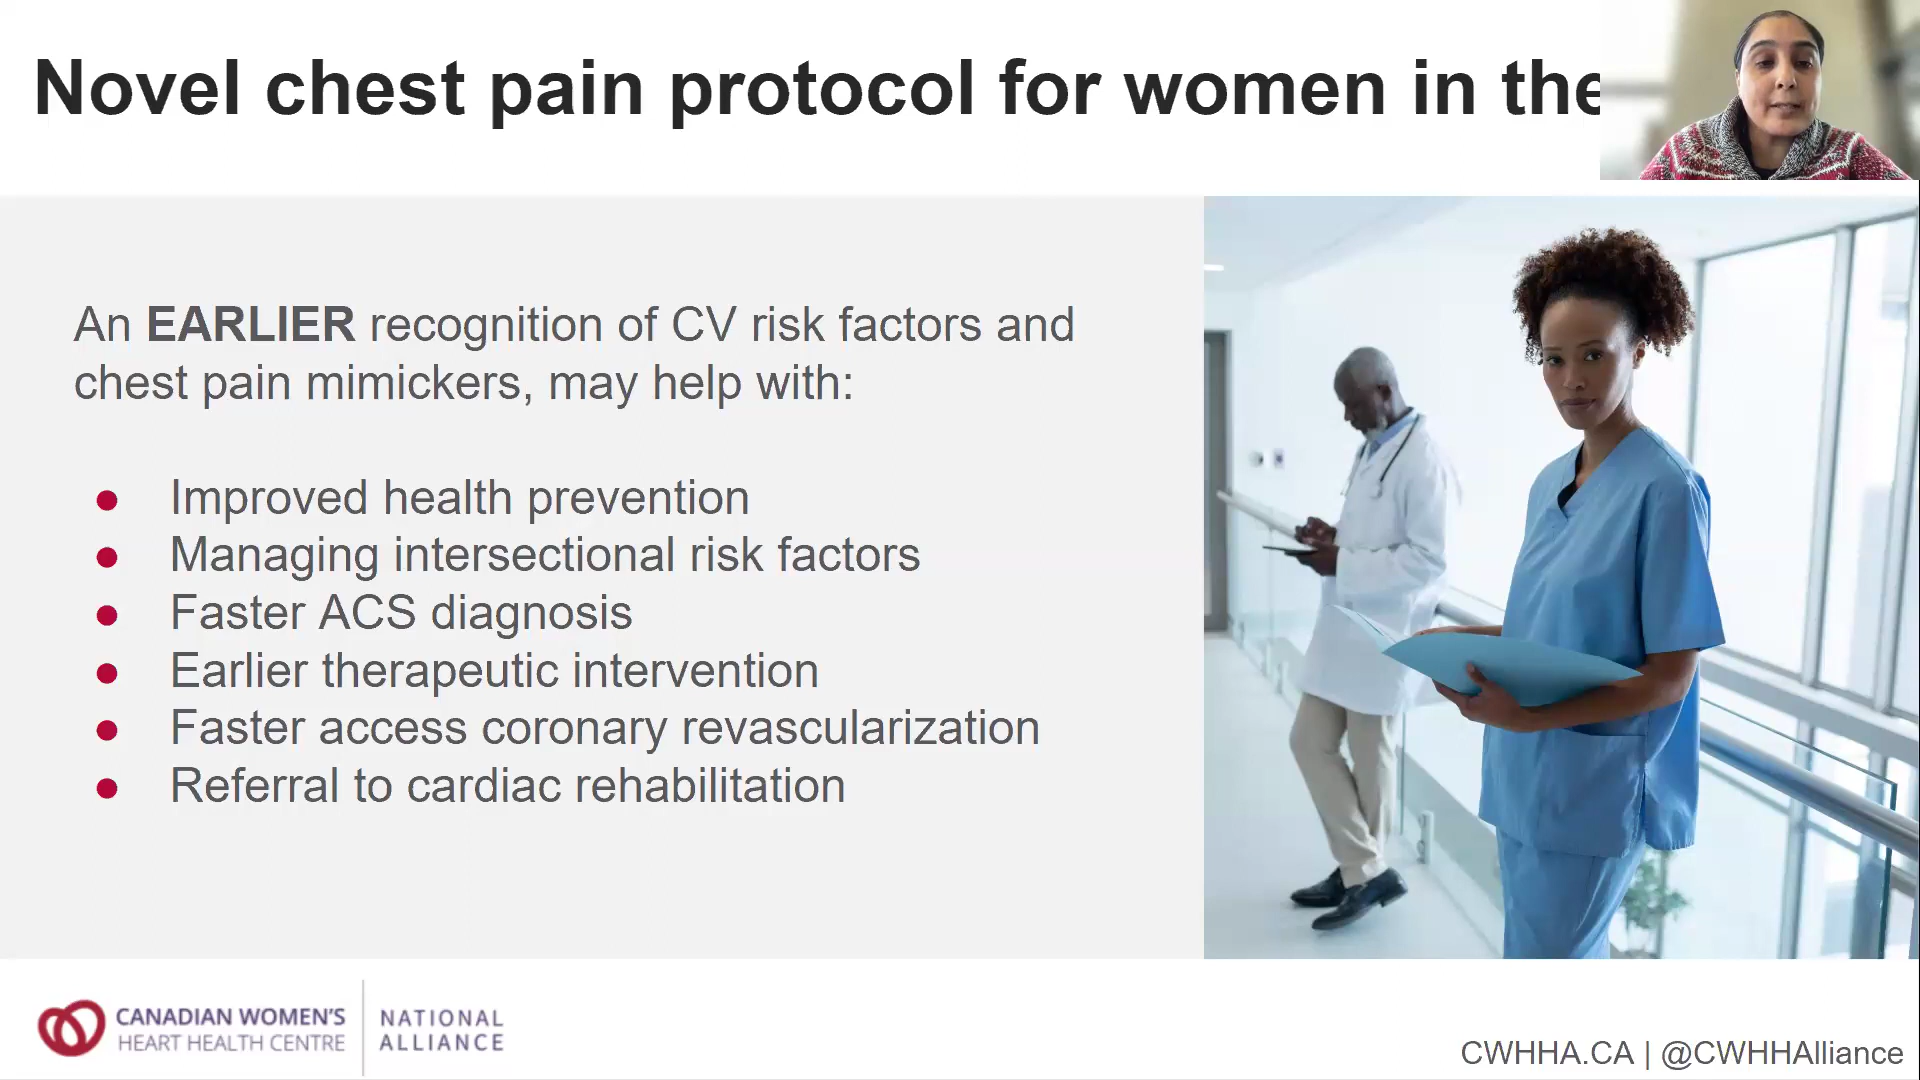 Novel chest pain protocol for women in the
An EARLIER recognition of CV risk factors and
chest pain mimickers, may help with:
● Improved health prevention
● Managing intersectional risk factors
● Faster ACS diagnosis
● Earlier therapeutic intervention
● Faster access coronary revascularization
● Referral to cardiac rehabilitation
CANADIAN WOMEN'S
HEART HEALTH CENTRE
NATIONAL
ALLIANCE
CWHHA.CA | @CWHHAlliance